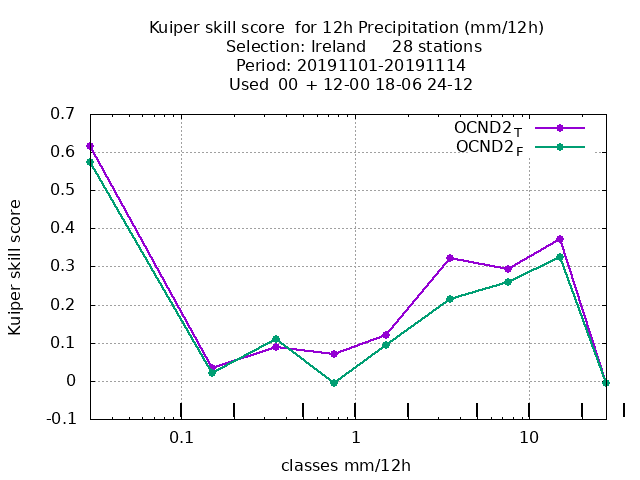 Kuiper skill score for 12h Precipitation (mm/12h)
Selection: Ireland 28 stations
Period: 20191101-20191114
Used 00 + 12-00 18-06 24-12
OCND2T
OCND2F
0.7
0.6
0.5
0.4
0.3
0.2
0.1
0
-0.1
Kuiper skill score
0.1 1 10
classes mm/12h